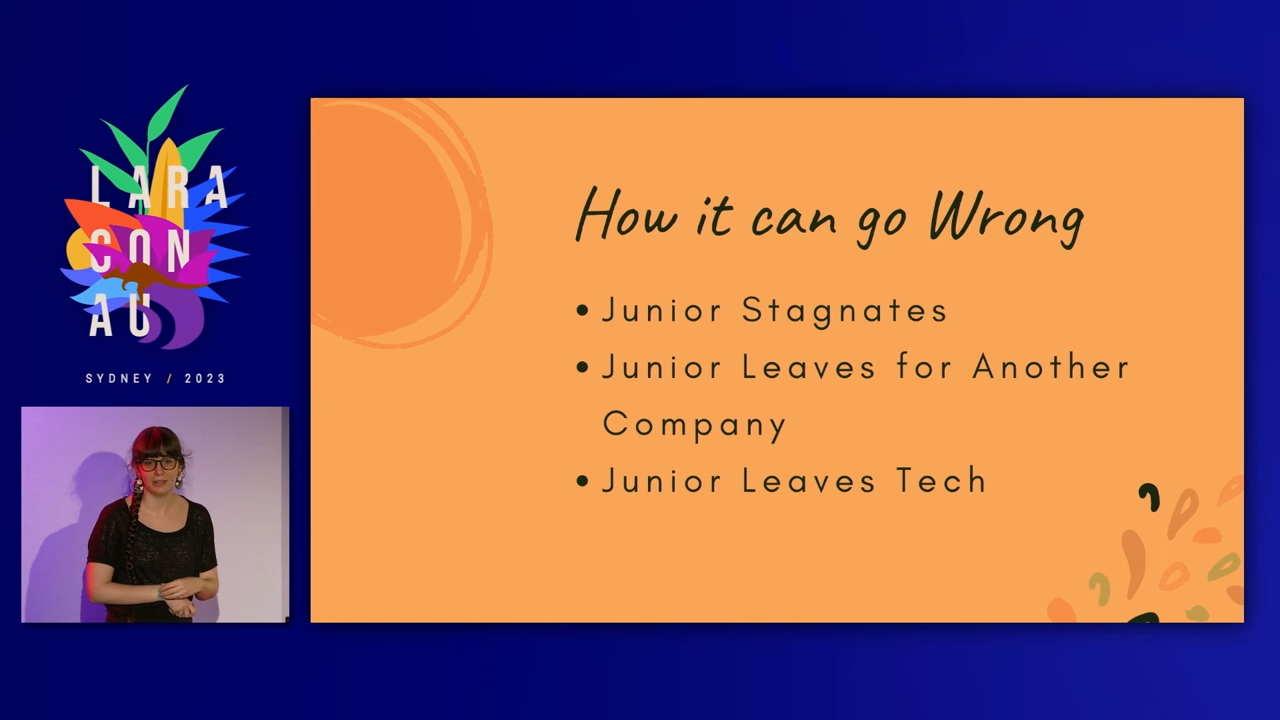 LARA
CON
AU
SYDNEY / 2023
How it can go Wrong
• Junior Stagnates
• Junior Leaves for Another
Company
• Junior Leaves Tech